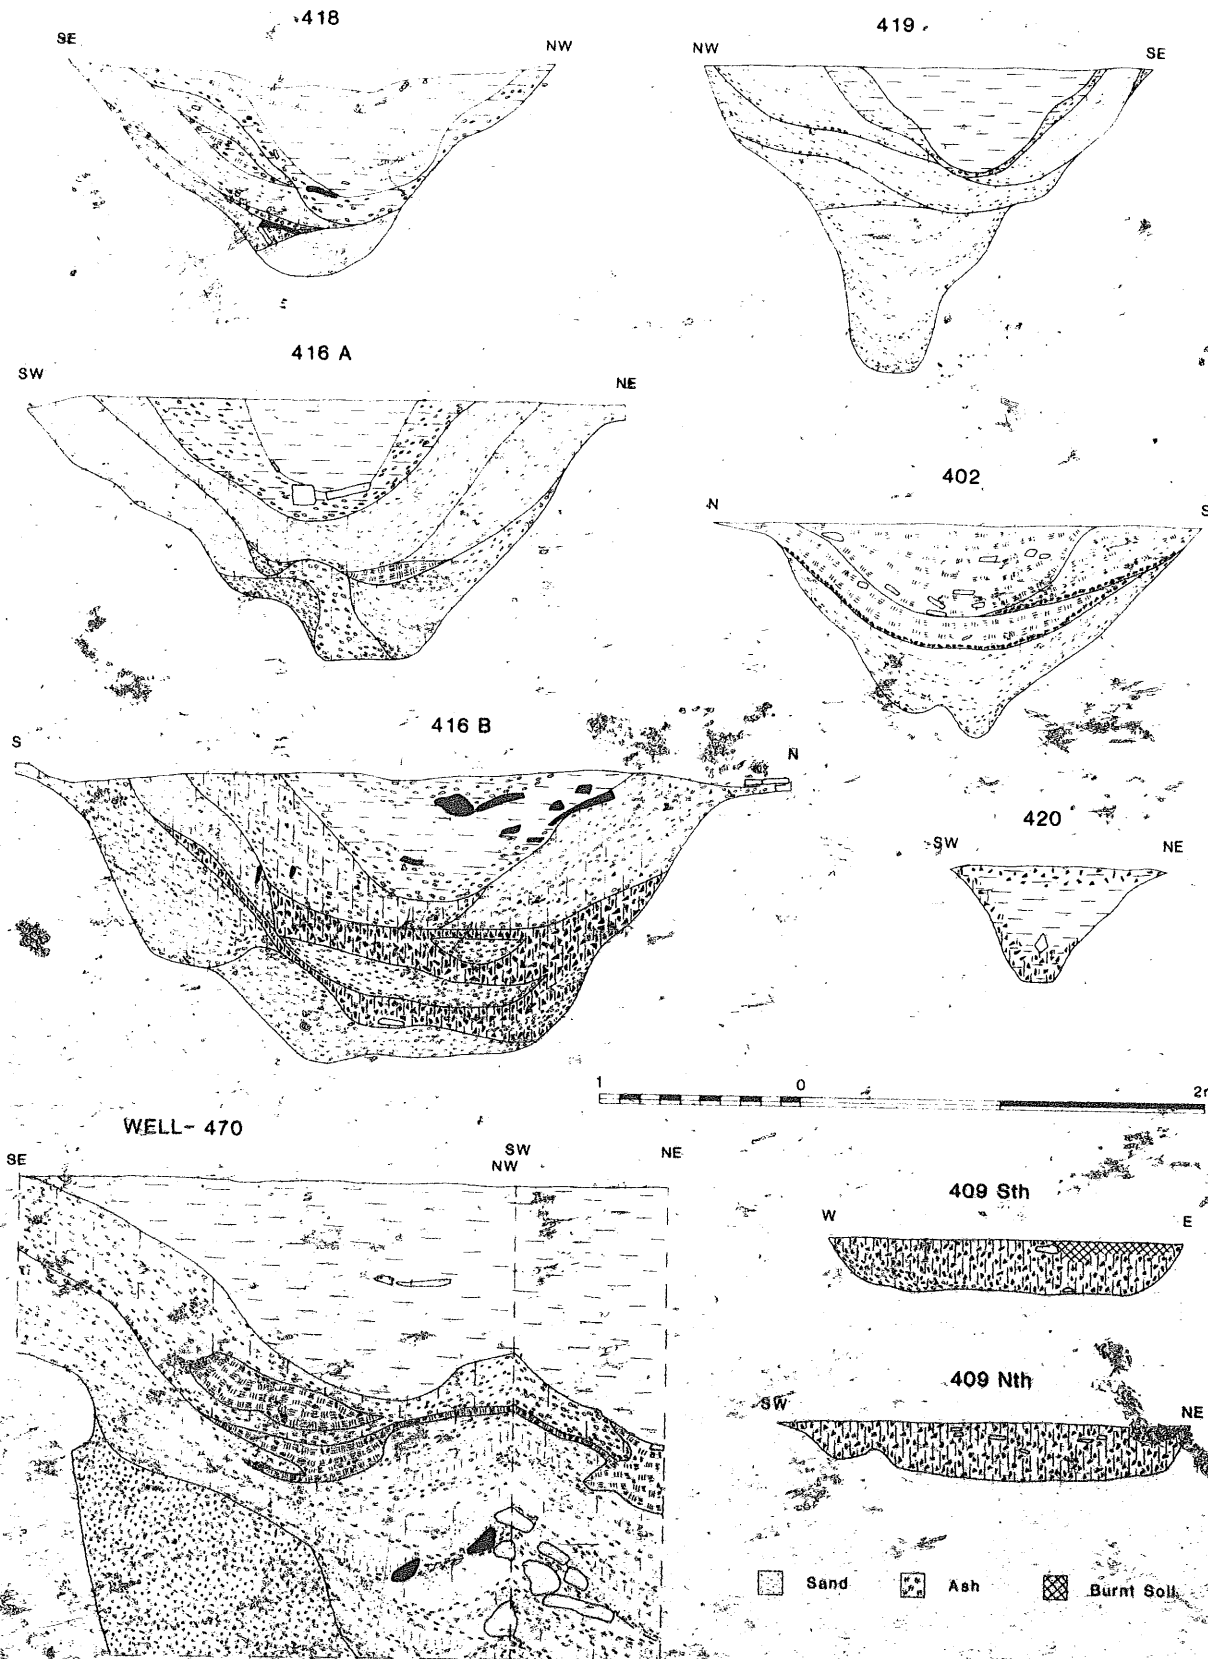 418
SE NW
419
NW SE
416 A
SW NE
402
N S
416 B
S N
420
SW NE
1 0 2m
WELL- 470
SE SW NW NE
409 Sth
W E
409 Nth
SW NE
Sand Ash Burnt Soil